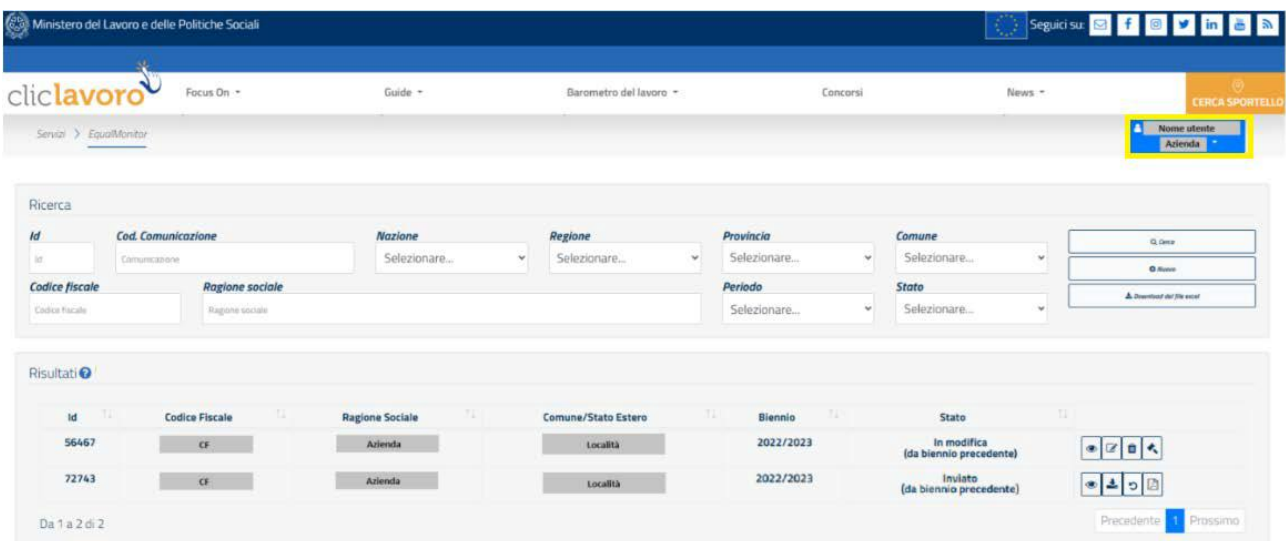 Ministero del Lavoro e delle Politiche Sociali
Seguici su:
cliclavoro
Focus On
Guide
Barometro del lavoro
Concorsi
News
CERCA SPORTELLO
Servizi > EqualMonitor
Nome utente
Azienda
Ricerca
Id Cod. Comunicazione Nazione Regione Provincia Comune
Id Comunicazione Selezionare... Selezionare... Selezionare... Selezionare...
Cerca
Nuovo
Download del file excel
Codice fiscale Ragione sociale Periodo Stato
Codice fiscale Ragione sociale Selezionare... Selezionare...
Risultati
Id Codice Fiscale Ragione Sociale Comune/Stato Estero Biennio Stato
56467 CF Azienda Località 2022/2023 In modifica
(da biennio precedente)
72743 CF Azienda Località 2022/2023 Inviato
(da biennio precedente)
Da 1 a 2 di 2
Precedente 1 Prossimo